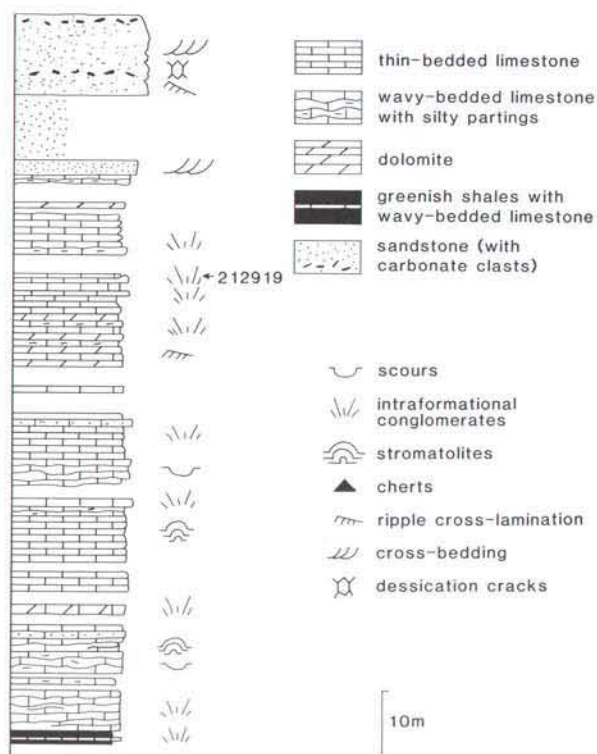 thin-bedded limestone
wavy-bedded limestone
with silty partings
dolomite
greenish shales with
wavy-bedded limestone
sandstone (with
carbonate clasts)
212919
scours
intraformational
conglomerates
stromatolites
cherts
ripple cross-lamination
cross-bedding
dessication cracks
10m